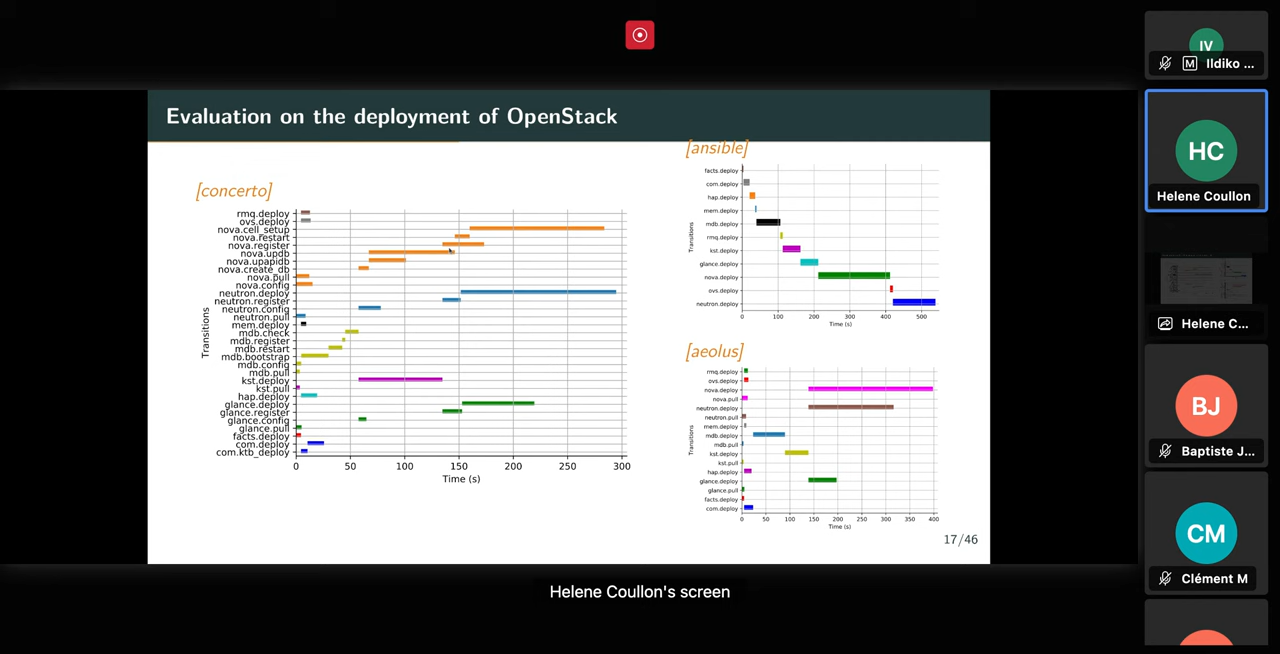 Evaluation on the deployment of OpenStack
[concerto]
rmq.deploy
ovs.deploy
nova.cell_setup
nova.restart
nova.register
nova.updb
nova.upapidb
nova.create_db
nova.pull
nova.config
neutron.deploy
neutron.register
neutron.config
neutron.pull
mem.deploy
mdb.check
mdb.register
mdb.restart
mdb.bootstrap
mdb.config
mdb.pull
kst.deploy
kst.pull
hap.deploy
glance.deploy
glance.register
glance.config
glance.pull
facts.deploy
com.deploy
com.ktb_deploy
Transitions
0 50 100 150 200 250 300
Time (s)
[ansible]
facts.deploy
com.deploy
hap.deploy
mem.deploy
mdb.deploy
rmq.deploy
kst.deploy
glance.deploy
nova.deploy
ovs.deploy
neutron.deploy
Transitions
0 100 200 300 400 500
Time (s)
[aeolus]
rmq.deploy
ovs.deploy
nova.deploy
nova.pull
neutron.deploy
neutron.pull
mem.deploy
mdb.deploy
mdb.pull
kst.deploy
kst.pull
hap.deploy
glance.deploy
glance.pull
facts.deploy
com.deploy
Transitions
0 50 100 150 200 250 300 350 400
Time (s)
17/46
Helene Coullon's screen
IV
M Ildiko ...
HC
Helene Coullon
Helene C...
BJ
Baptiste J...
CM
Clément M